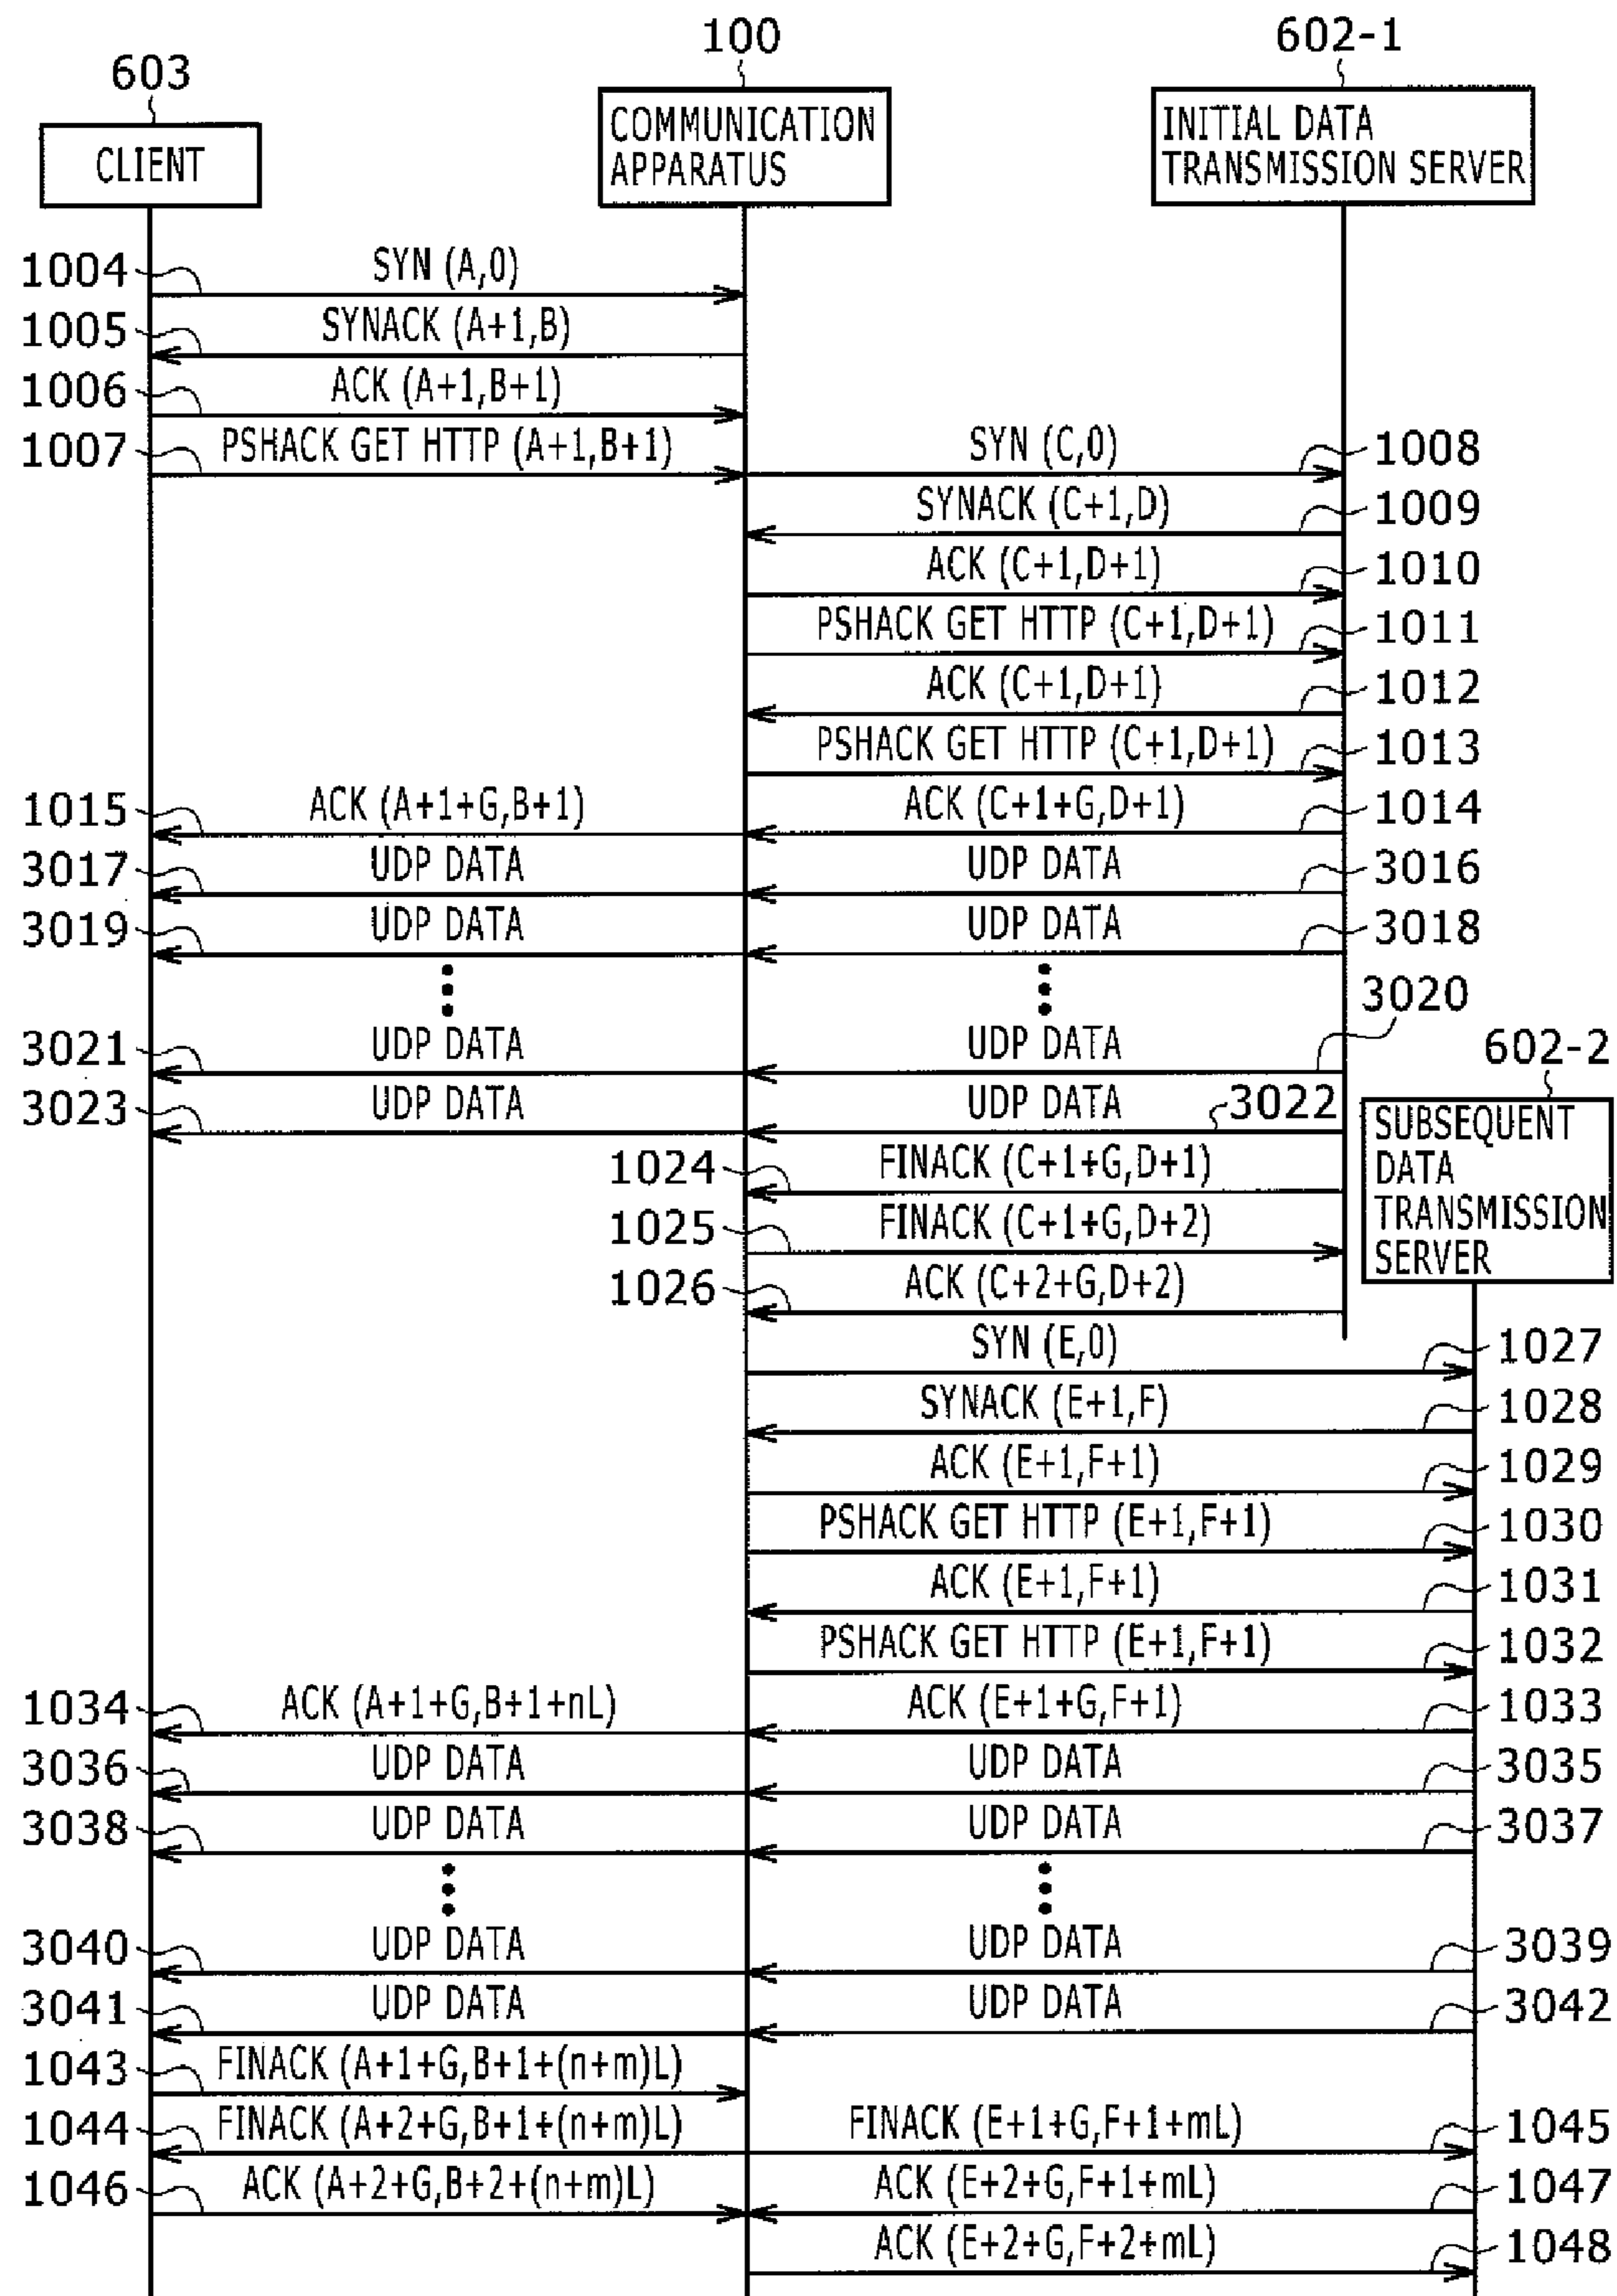 100
602-1
603
CLIENT
COMMUNICATION
APPARATUS
INITIAL DATA
TRANSMISSION SERVER
1004 SYN (A,0)
1005 SYNACK (A+1,B)
1006 ACK (A+1,B+1)
1007 PSHACK GET HTTP (A+1,B+1) SYN (C,0) 1008
SYNACK (C+1,D) 1009
ACK (C+1,D+1) 1010
PSHACK GET HTTP (C+1,D+1) 1011
ACK (C+1,D+1) 1012
PSHACK GET HTTP (C+1,D+1) 1013
1015 ACK (A+1+G,B+1) ACK (C+1+G,D+1) 1014
3017 UDP DATA UDP DATA 3016
3019 UDP DATA UDP DATA 3018
3020
3021 UDP DATA UDP DATA
602-2
3023 UDP DATA UDP DATA 3022
SUBSEQUENT
DATA
TRANSMISSION
SERVER
1024 FINACK (C+1+G,D+1)
1025 FINACK (C+1+G,D+2)
1026 ACK (C+2+G,D+2)
SYN (E,0) 1027
SYNACK (E+1,F) 1028
ACK (E+1,F+1) 1029
PSHACK GET HTTP (E+1,F+1) 1030
ACK (E+1,F+1) 1031
PSHACK GET HTTP (E+1,F+1) 1032
1034 ACK (A+1+G,B+1+nL) ACK (E+1+G,F+1) 1033
3036 UDP DATA UDP DATA 3035
3038 UDP DATA UDP DATA 3037
3040 UDP DATA UDP DATA 3039
3041 UDP DATA UDP DATA 3042
1043 FINACK (A+1+G,B+1+(n+m)L)
1044 FINACK (A+2+G,B+1+(n+m)L) FINACK (E+1+G,F+1+mL) 1045
1046 ACK (A+2+G,B+2+(n+m)L) ACK (E+2+G,F+1+mL) 1047
ACK (E+2+G,F+2+mL) 1048